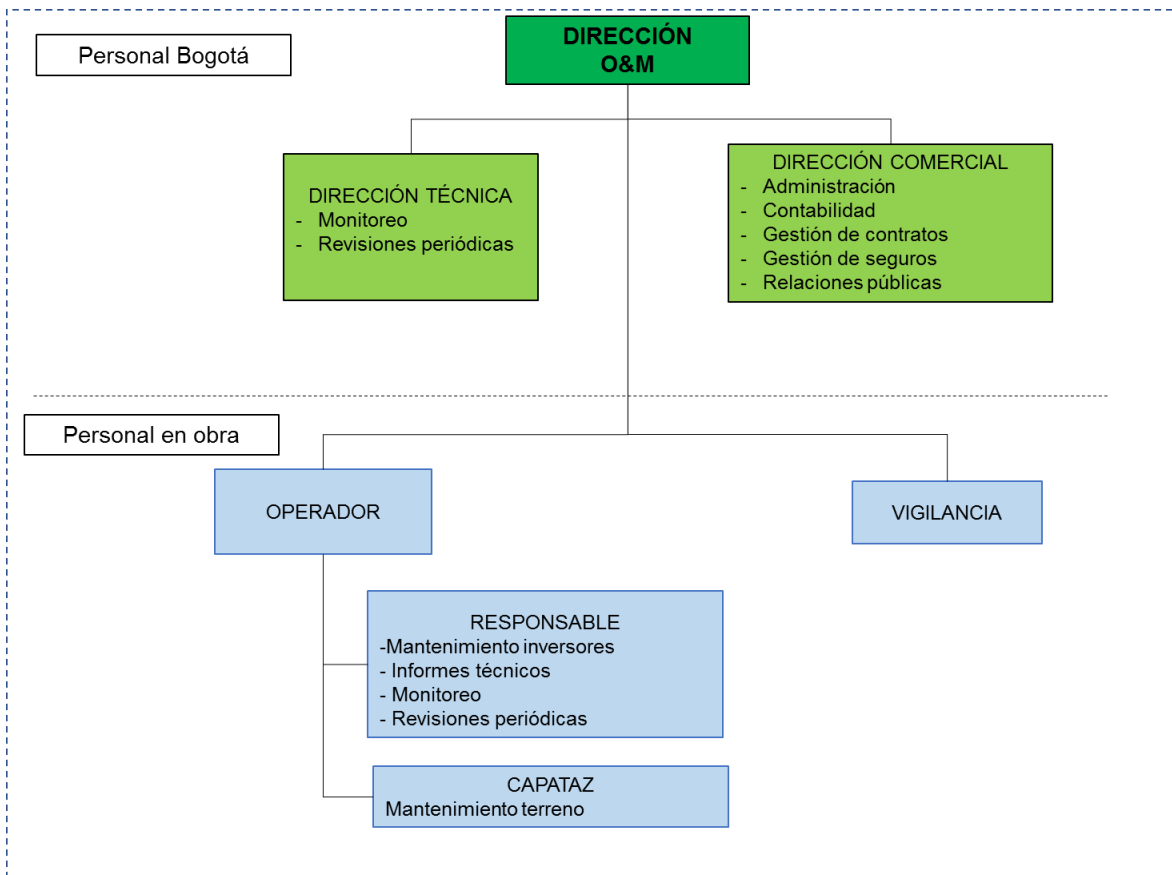 Personal Bogotá
DIRECCIÓN
O&M
DIRECCIÓN TÉCNICA
- Monitoreo
- Revisiones periódicas
DIRECCIÓN COMERCIAL
- Administración
- Contabilidad
- Gestión de contratos
- Gestión de seguros
- Relaciones públicas
Personal en obra
OPERADOR
VIGILANCIA
RESPONSABLE
-Mantenimiento inversores
- Informes técnicos
- Monitoreo
- Revisiones periódicas
CAPATAZ
Mantenimiento terreno